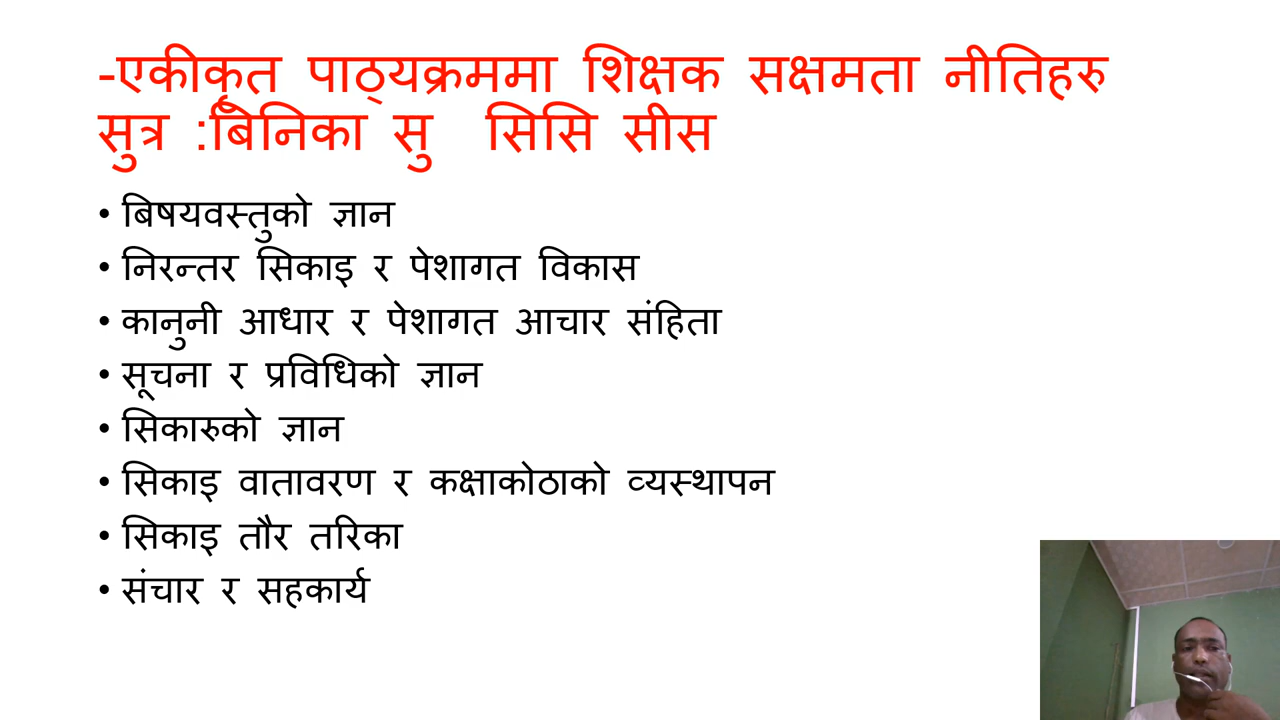 -एकीकृत पाठ्यक्रममा शिक्षक सक्षमता नीतिहरु
सुत्र :बिनिका सु सिसि सीस
• बिषयवस्तुको ज्ञान
• निरन्तर सिकाइ र पेशागत विकास
• कानुनी आधार र पेशागत आचार संहिता
• सूचना र प्रविधिको ज्ञान
• सिकारुको ज्ञान
• सिकाइ वातावरण र कक्षाकोठाको व्यस्थापन
• सिकाइ तौर तरिका
• संचार र सहकार्य